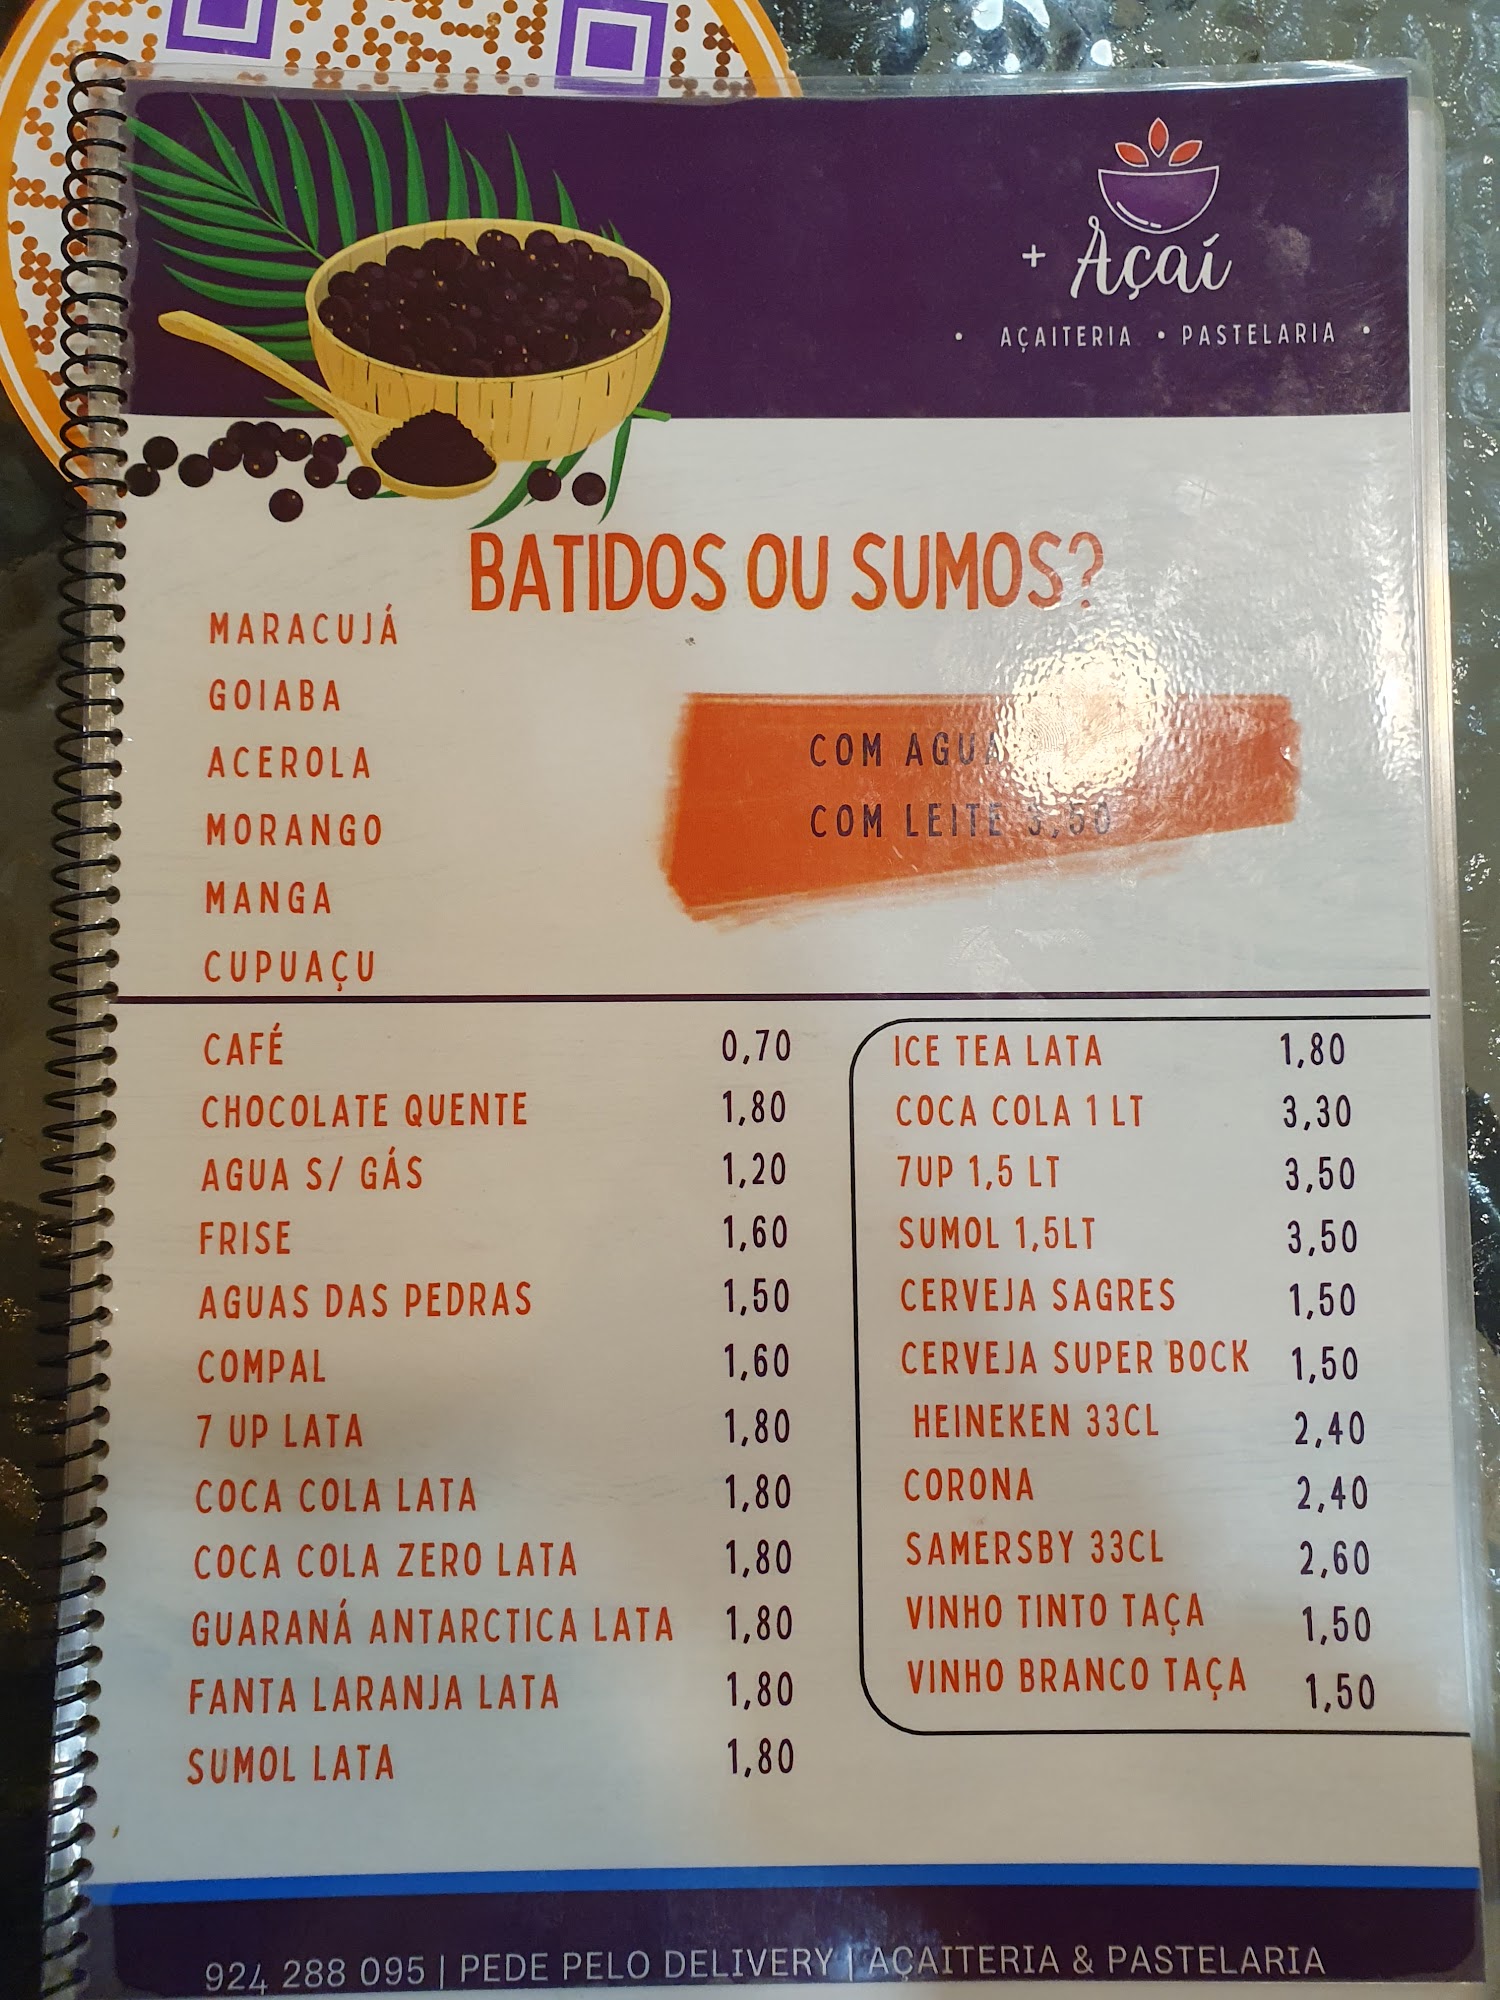 + Açaí
• AÇAITERIA • PASTELARIA •
BATIDOS OU SUMOS?
MARACUJÁ
GOIABA
ACEROLA
MORANGO
MANGA
CUPUAÇU
COM AGUA
COM LEITE 3,50
CAFÉ 0,70
CHOCOLATE QUENTE 1,80
AGUA S/ GÁS 1,20
FRISE 1,60
AGUAS DAS PEDRAS 1,50
COMPAL 1,60
7 UP LATA 1,80
COCA COLA LATA 1,80
COCA COLA ZERO LATA 1,80
GUARANÁ ANTARCTICA LATA 1,80
FANTA LARANJA LATA 1,80
SUMOL LATA 1,80
ICE TEA LATA 1,80
COCA COLA 1 LT 3,30
7UP 1,5 LT 3,50
SUMOL 1,5LT 3,50
CERVEJA SAGRES 1,50
CERVEJA SUPER BOCK 1,50
HEINEKEN 33CL 2,40
CORONA 2,40
SAMERSBY 33CL 2,60
VINHO TINTO TAÇA 1,50
VINHO BRANCO TAÇA 1,50
924 288 095 | PEDE PELO DELIVERY | AÇAITERIA & PASTELARIA